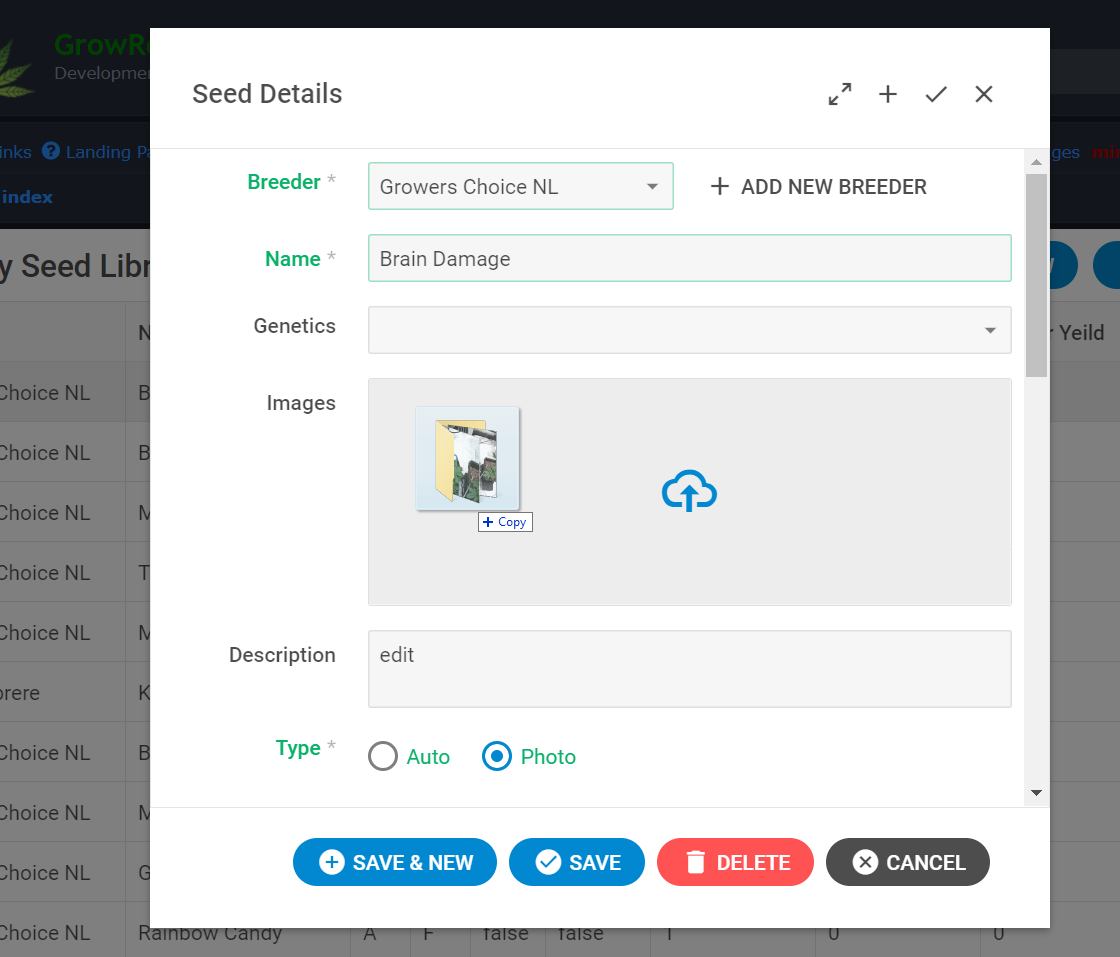 GrowR
Developmer
Seed Details
inks Landing Pa
ges
index
Breeder *
Growers Choice NL
ADD NEW BREEDER
Name *
Brain Damage
y Seed Libr
Genetics
r Yeild
N
Choice NL B
Images
Choice NL B
Choice NL M
Copy
Choice NL T
Choice NL M
Description
edit
orere K
Type *
Auto
Photo
Choice NL B
Choice NL M
SAVE & NEW
SAVE
DELETE
CANCEL
Choice NL G
Choice NL Rainbow Candy A F false false 1 0 0